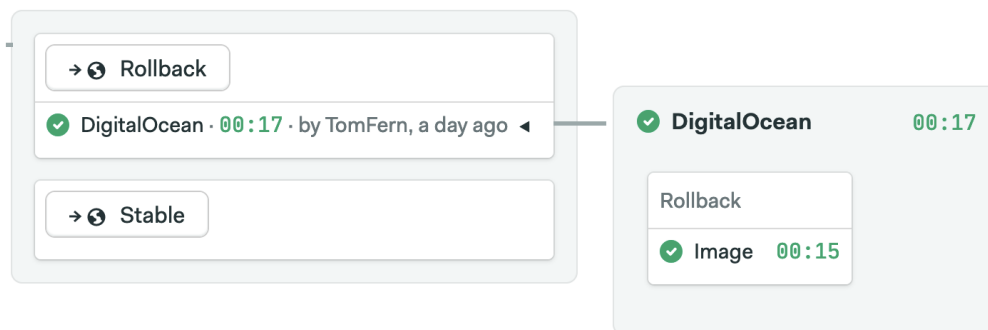 Rollback
DigitalOcean · 00:17 · by TomFern, a day ago
Stable
DigitalOcean 00:17
Rollback
Image 00:15